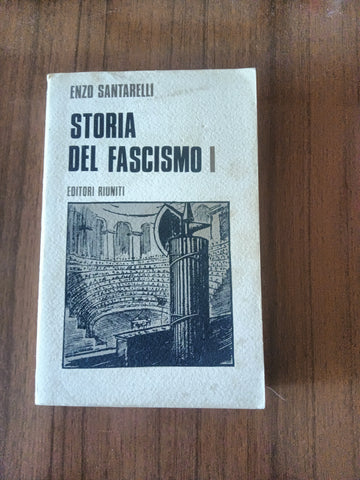 ENZO SANTARELLI
STORIA
DEL FASCISMO I
EDITORI RIUNITI